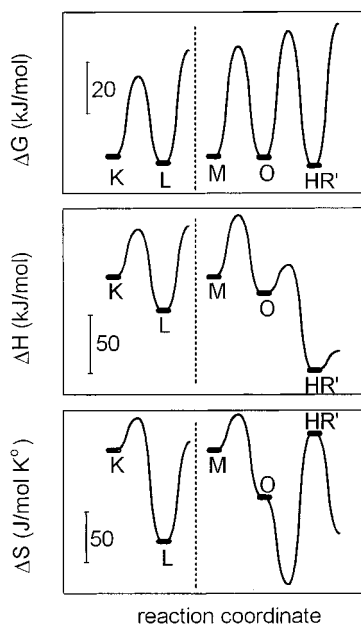 ΔG (kJ/mol)
20
K
L
M
O
HR'
ΔH (kJ/mol)
50
K
L
M
O
HR'
ΔS (J/mol K°)
50
K
L
M
O
HR'
reaction coordinate